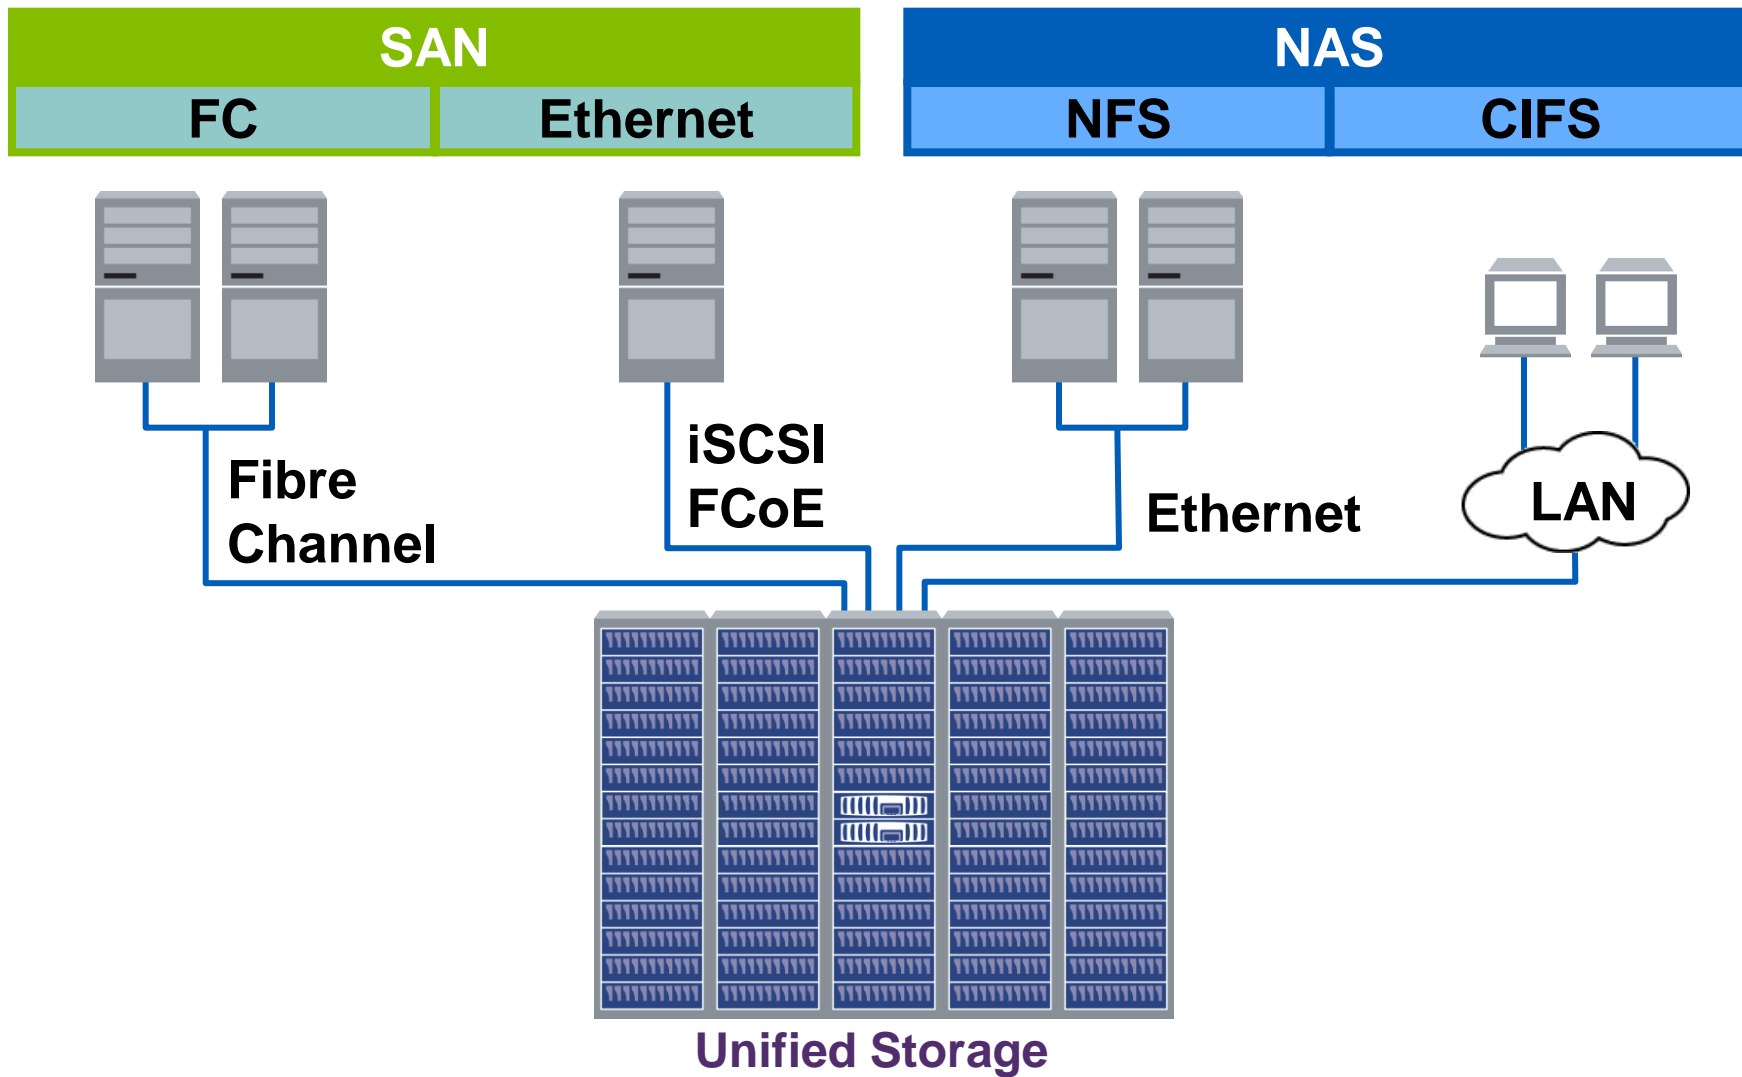 SAN
NAS
FC
Ethernet
NFS
CIFS
Fibre
Channel
iSCSI
FCoE
Ethernet
LAN
Unified Storage